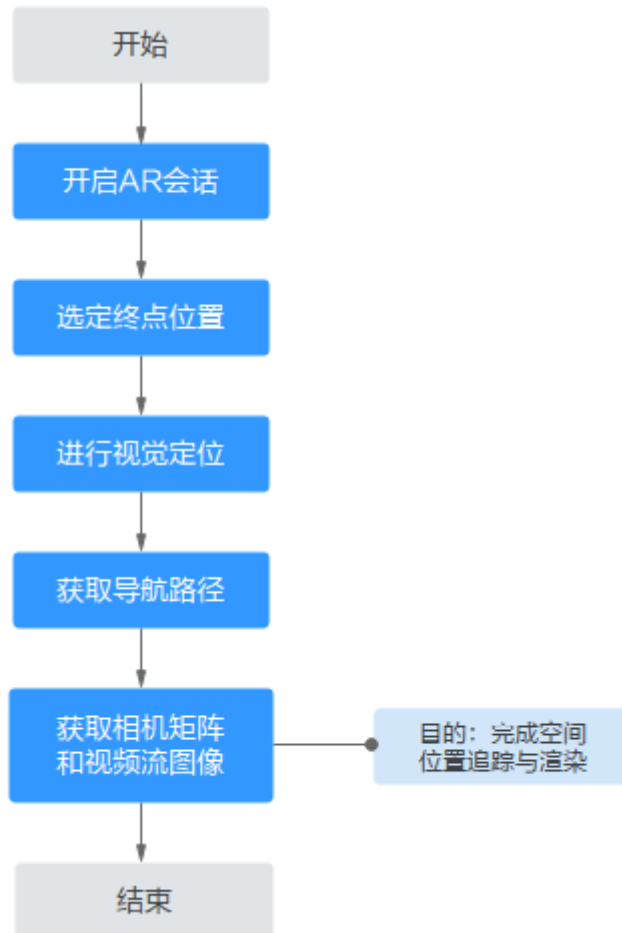 开始
开启AR会话
选定终点位置
进行视觉定位
获取导航路径
获取相机矩阵
和视频流图像
目的：完成空间
位置追踪与渲染
结束